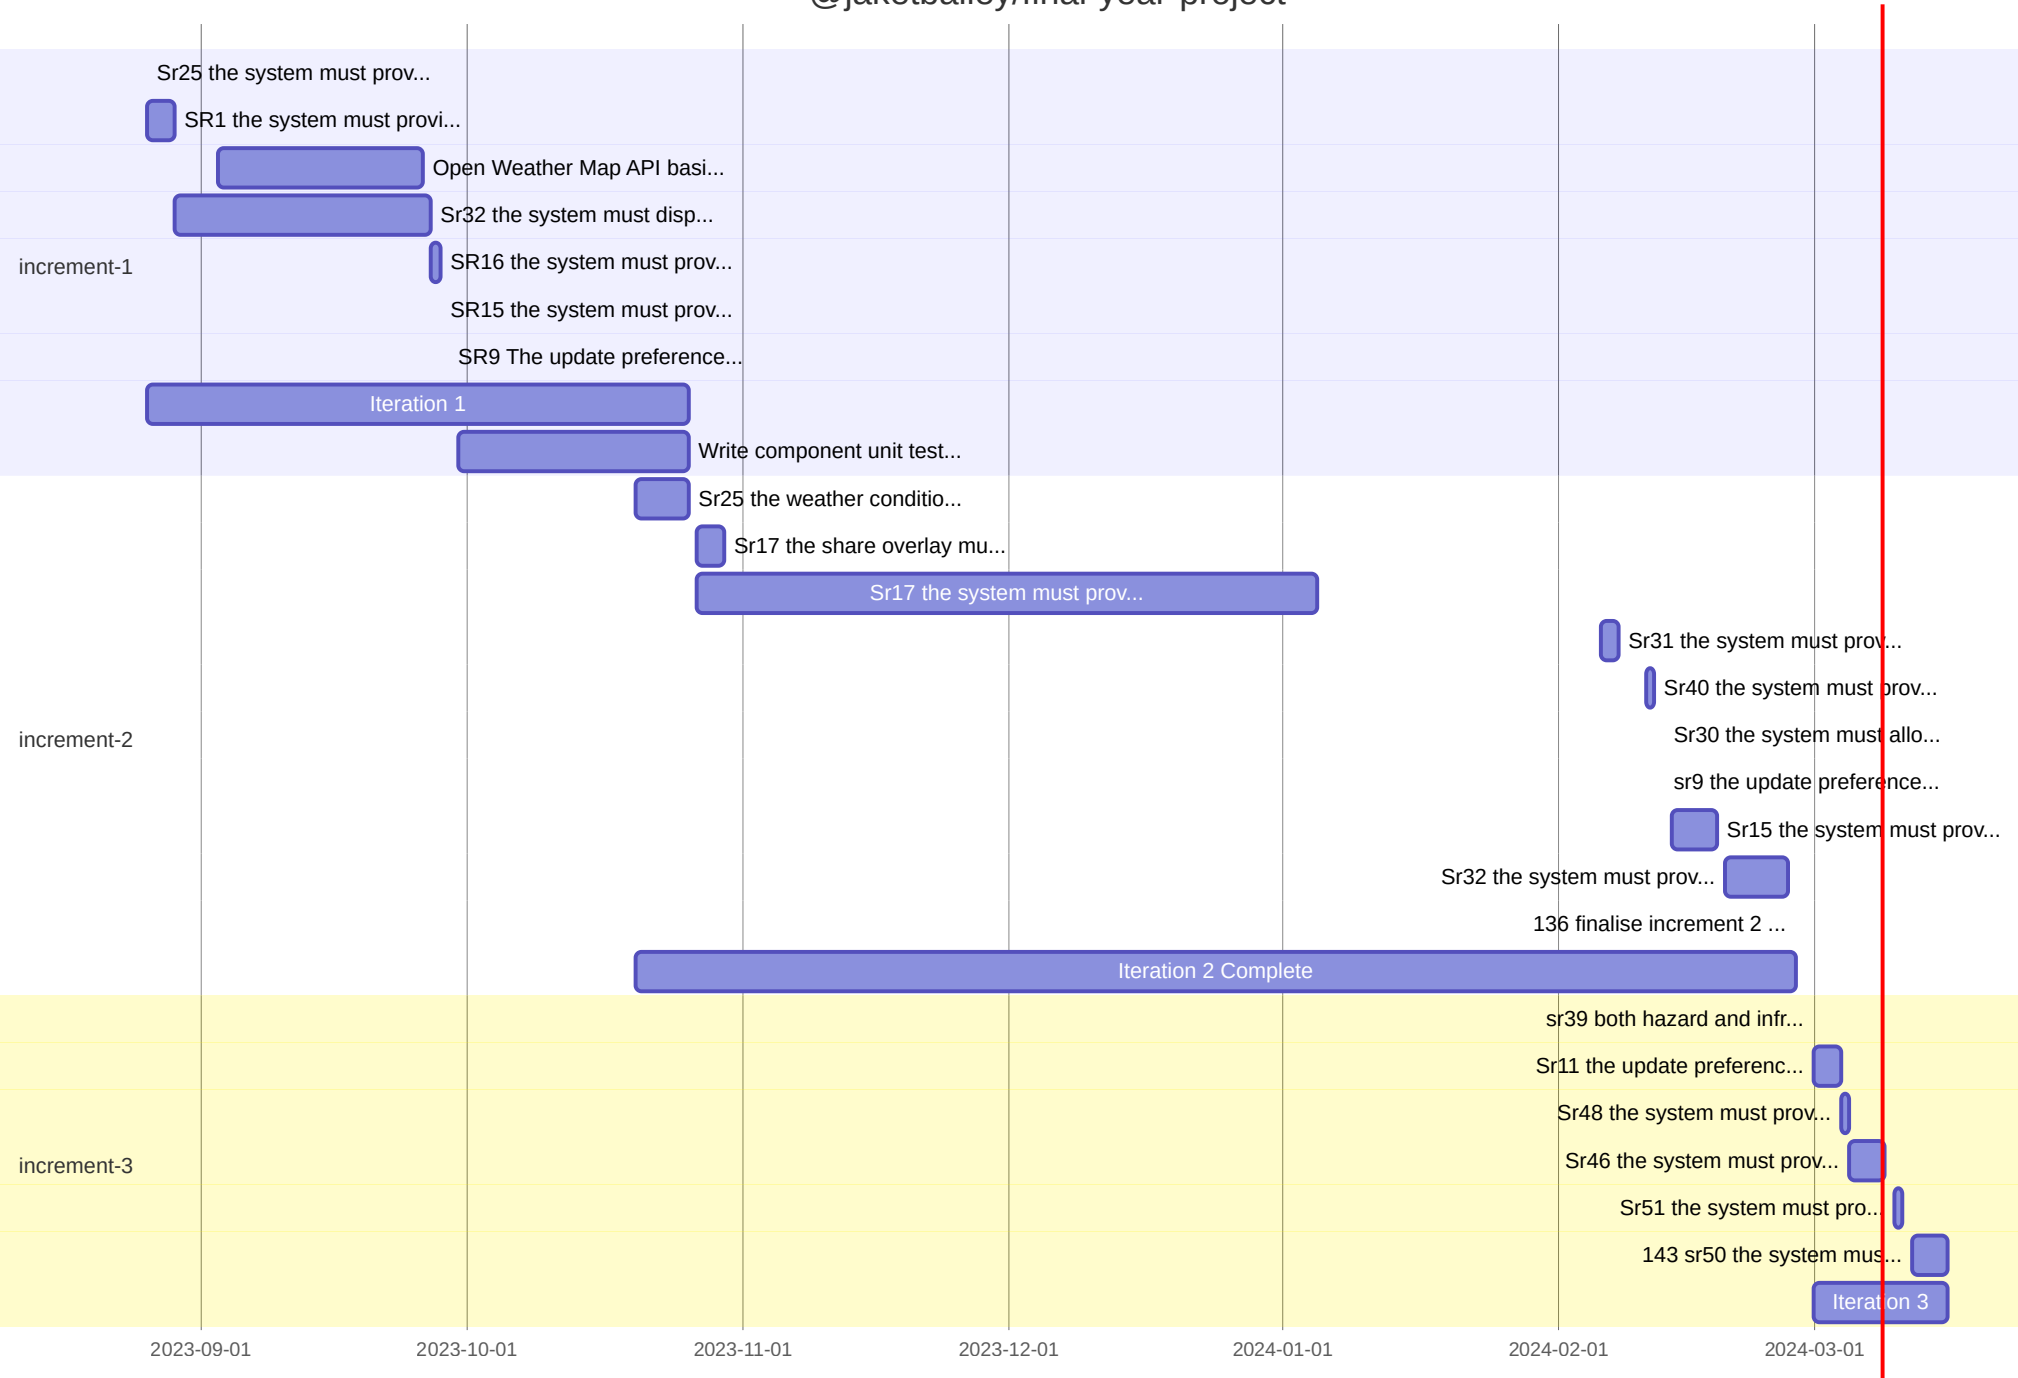 @jaketbailey/final-year-project
Sr25 the system must prov...
SR1 the system must provi...
Open Weather Map API basi...
Sr32 the system must disp...
SR16 the system must prov...
increment-1
SR15 the system must prov...
SR9 The update preference...
Iteration 1
Write component unit test...
Sr25 the weather conditio...
Sr17 the share overlay mu...
Sr17 the system must prov...
Sr31 the system must prov...
Sr40 the system must prov...
Sr30 the system must allo...
increment-2
sr9 the update preference...
Sr15 the system must prov...
Sr32 the system must prov...
136 finalise increment 2 ...
Iteration 2 Complete
sr39 both hazard and infr...
Sr11 the update preferenc...
Sr48 the system must prov...
Sr46 the system must prov...
increment-3
Sr51 the system must pro...
143 sr50 the system mus...
Iteration 3
2023-09-01 2023-10-01 2023-11-01 2023-12-01 2024-01-01 2024-02-01 2024-03-01